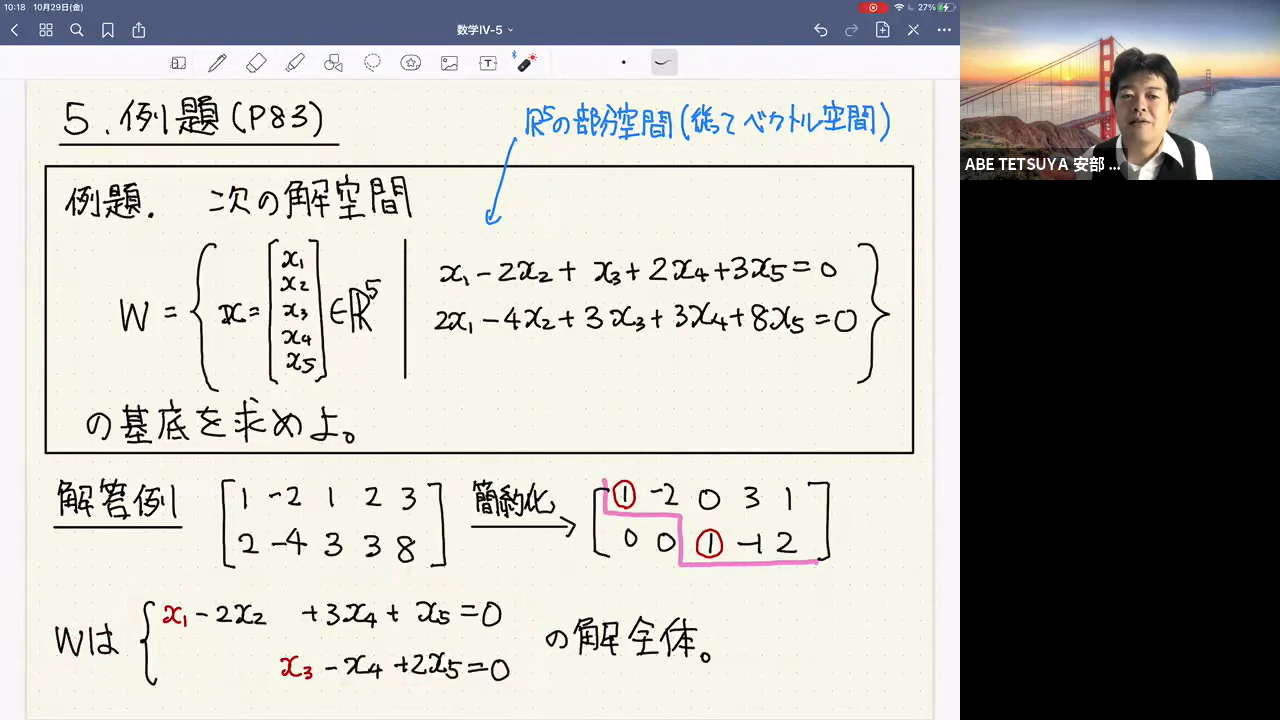 10:18 10月29日(金)
27%
数学IV-5
5. 例題(P83)
R⁵の部分空間(従ってベクトル空間)
例題. 次の解空間
W = { x = [x₁ x₂ x₃ x₄ x₅] ∈ R⁵ | x₁ - 2x₂ + x₃ + 2x₄ + 3x₅ = 0
2x₁ - 4x₂ + 3x₃ + 3x₄ + 8x₅ = 0 }
の基底を求めよ。
解答例 [1 -2 1 2 3 簡約化 [① -2 0 3 1
2 -4 3 3 8] → 0 0 ① -1 2]
Wは { x₁ - 2x₂ + 3x₄ + x₅ = 0
x₃ - x₄ + 2x₅ = 0 の解全体。
ABE TETSUYA 安部 ...